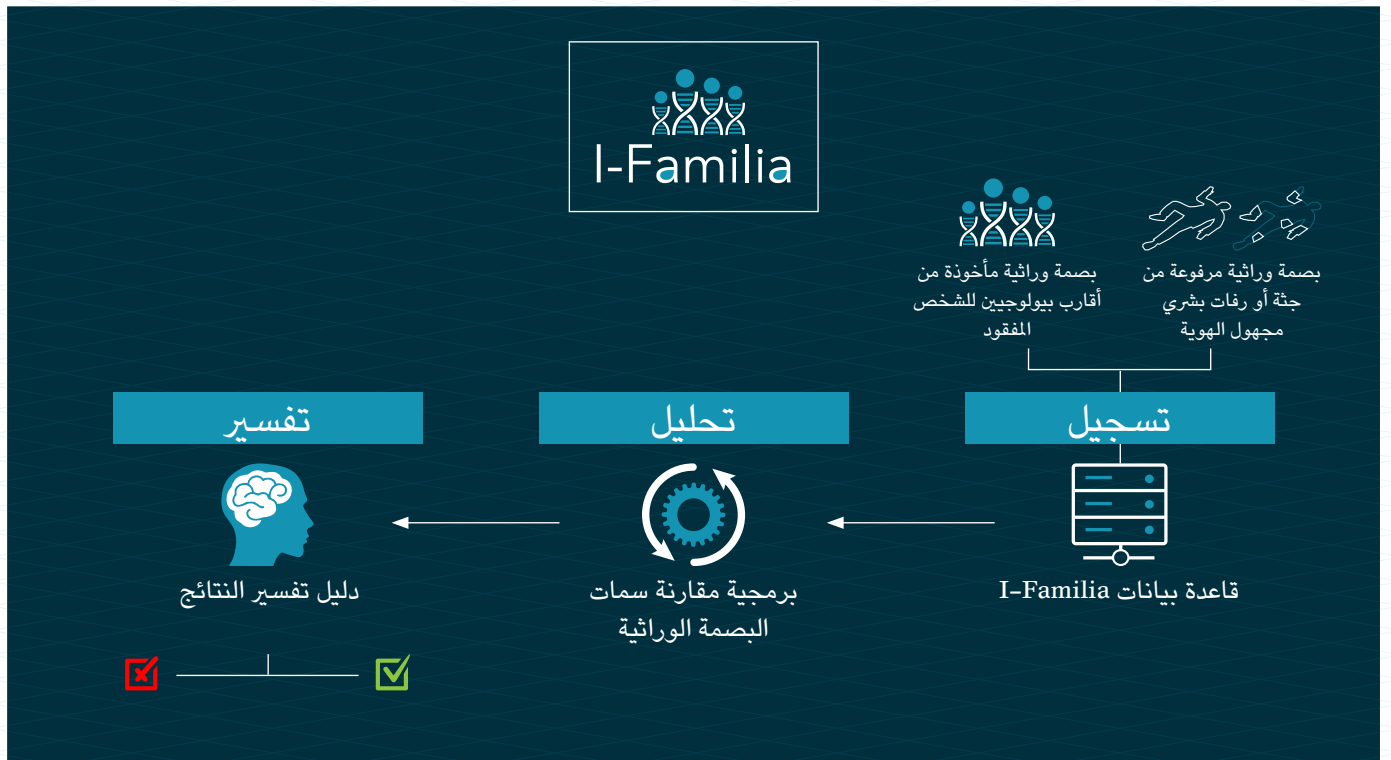 I-Familia
بصمة وراثية مرفوعة من
جثة أو رفات بشري
مجهول الهوية
بصمة وراثية مأخوذة من
أقارب بيولوجيين للشخص
المفقود
تسجيل
قاعدة بيانات I-Familia
تحليل
برمجية مقارنة سمات
البصمة الوراثية
تفسير
دليل تفسير النتائج